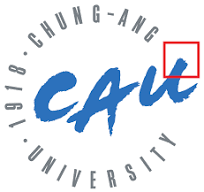 1918 · CHUNG-ANG
CAU
· UNIVERSITY ·